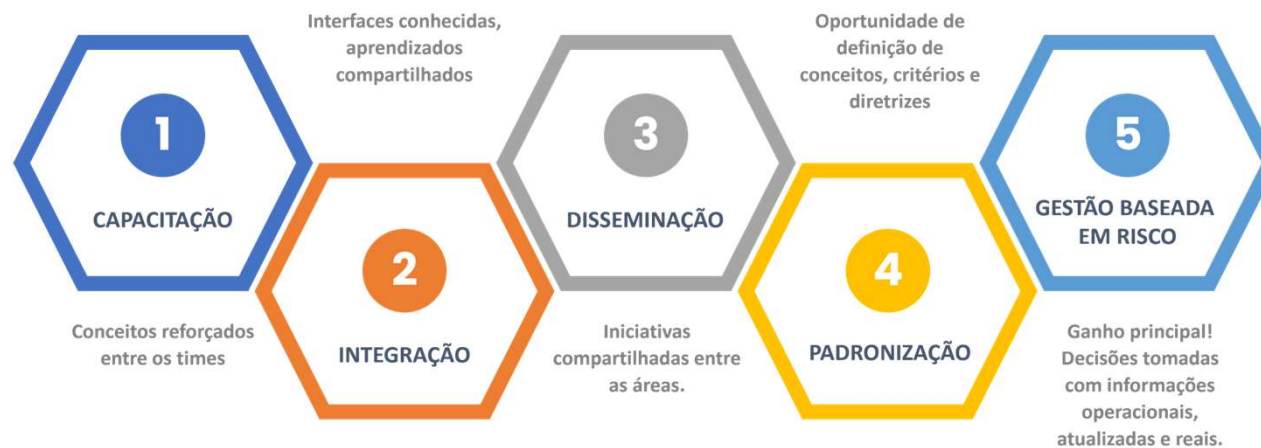 1
CAPACITAÇÃO
Conceitos reforçados
entre os times
Interfaces conhecidas,
aprendizados
compartilhados
2
INTEGRAÇÃO
3
DISSEMINAÇÃO
Iniciativas
compartilhadas entre
as áreas.
Oportunidade de
definição de
conceitos, critérios e
diretrizes
4
PADRONIZAÇÃO
5
GESTÃO BASEADA
EM RISCO
Ganho principal!
Decisões tomadas
com informações
operacionais,
atualizadas e reais.